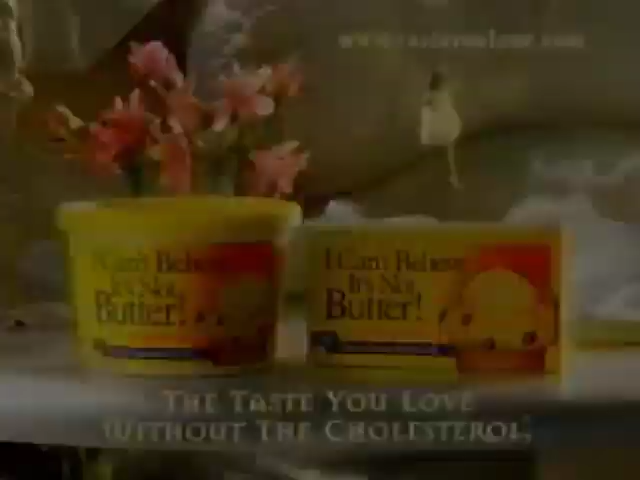 I Can't Believe
It's Not
Butter!
I Can't Believe
It's Not
Butter!
THE TASTE YOU LOVE
WITHOUT THE CHOLESTEROL.